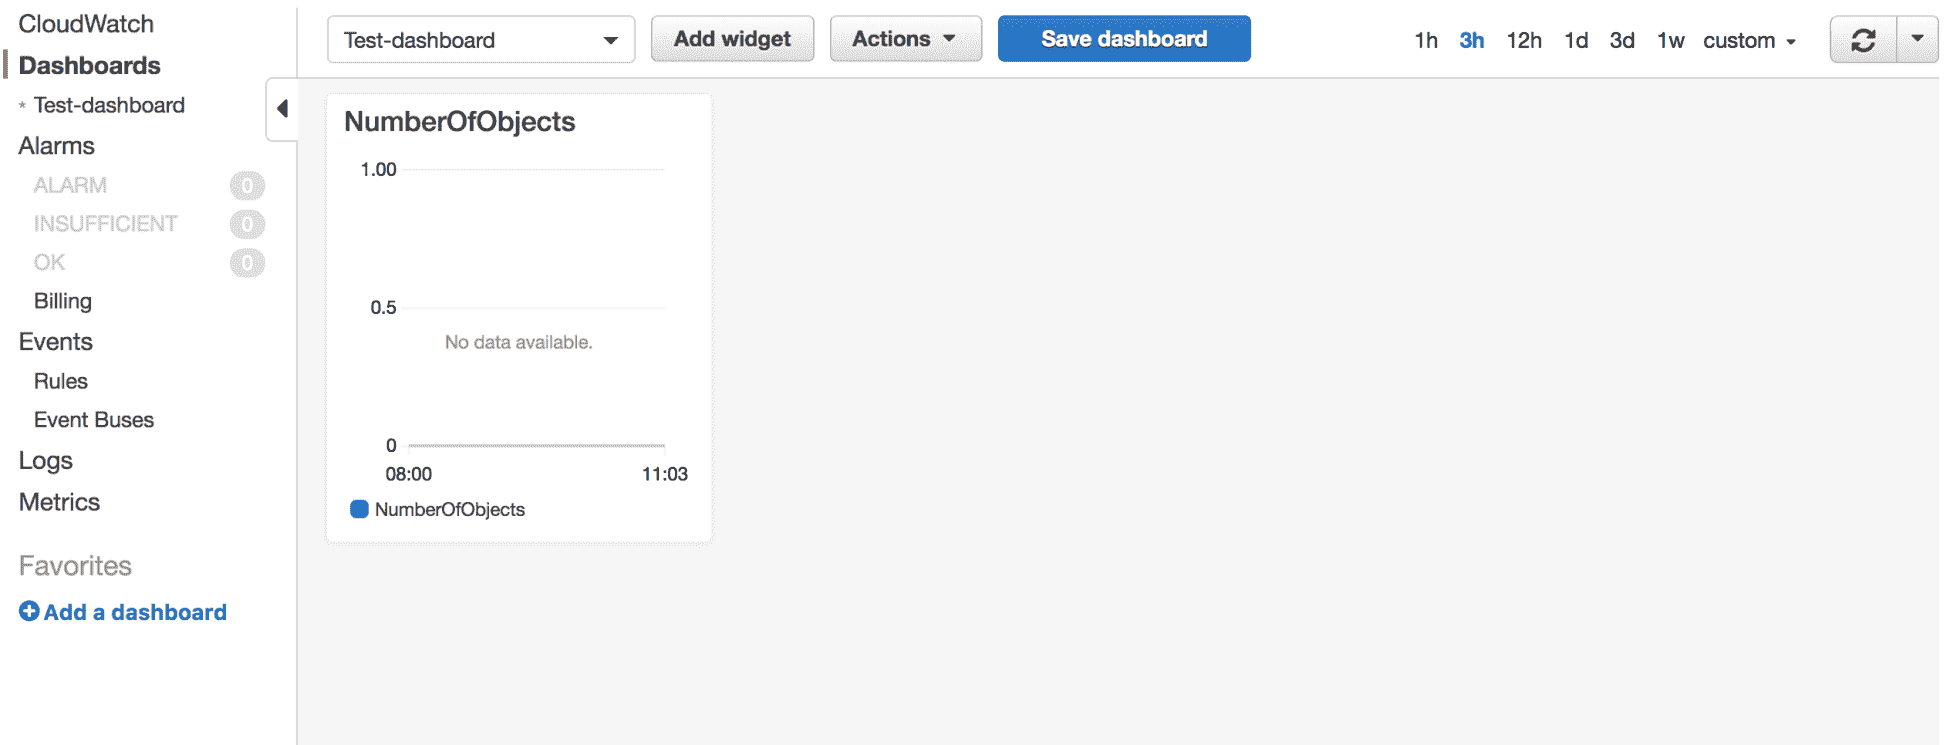 CloudWatch
Dashboards
* Test-dashboard
Alarms
ALARM 0
INSUFFICIENT 0
OK 0
Billing
Events
Rules
Event Buses
Logs
Metrics
Favorites
Add a dashboard
Test-dashboard Add widget Actions Save dashboard 1h 3h 12h 1d 3d 1w custom
NumberOfObjects
1.00
0.5
No data available.
0
08:00 11:03
NumberOfObjects